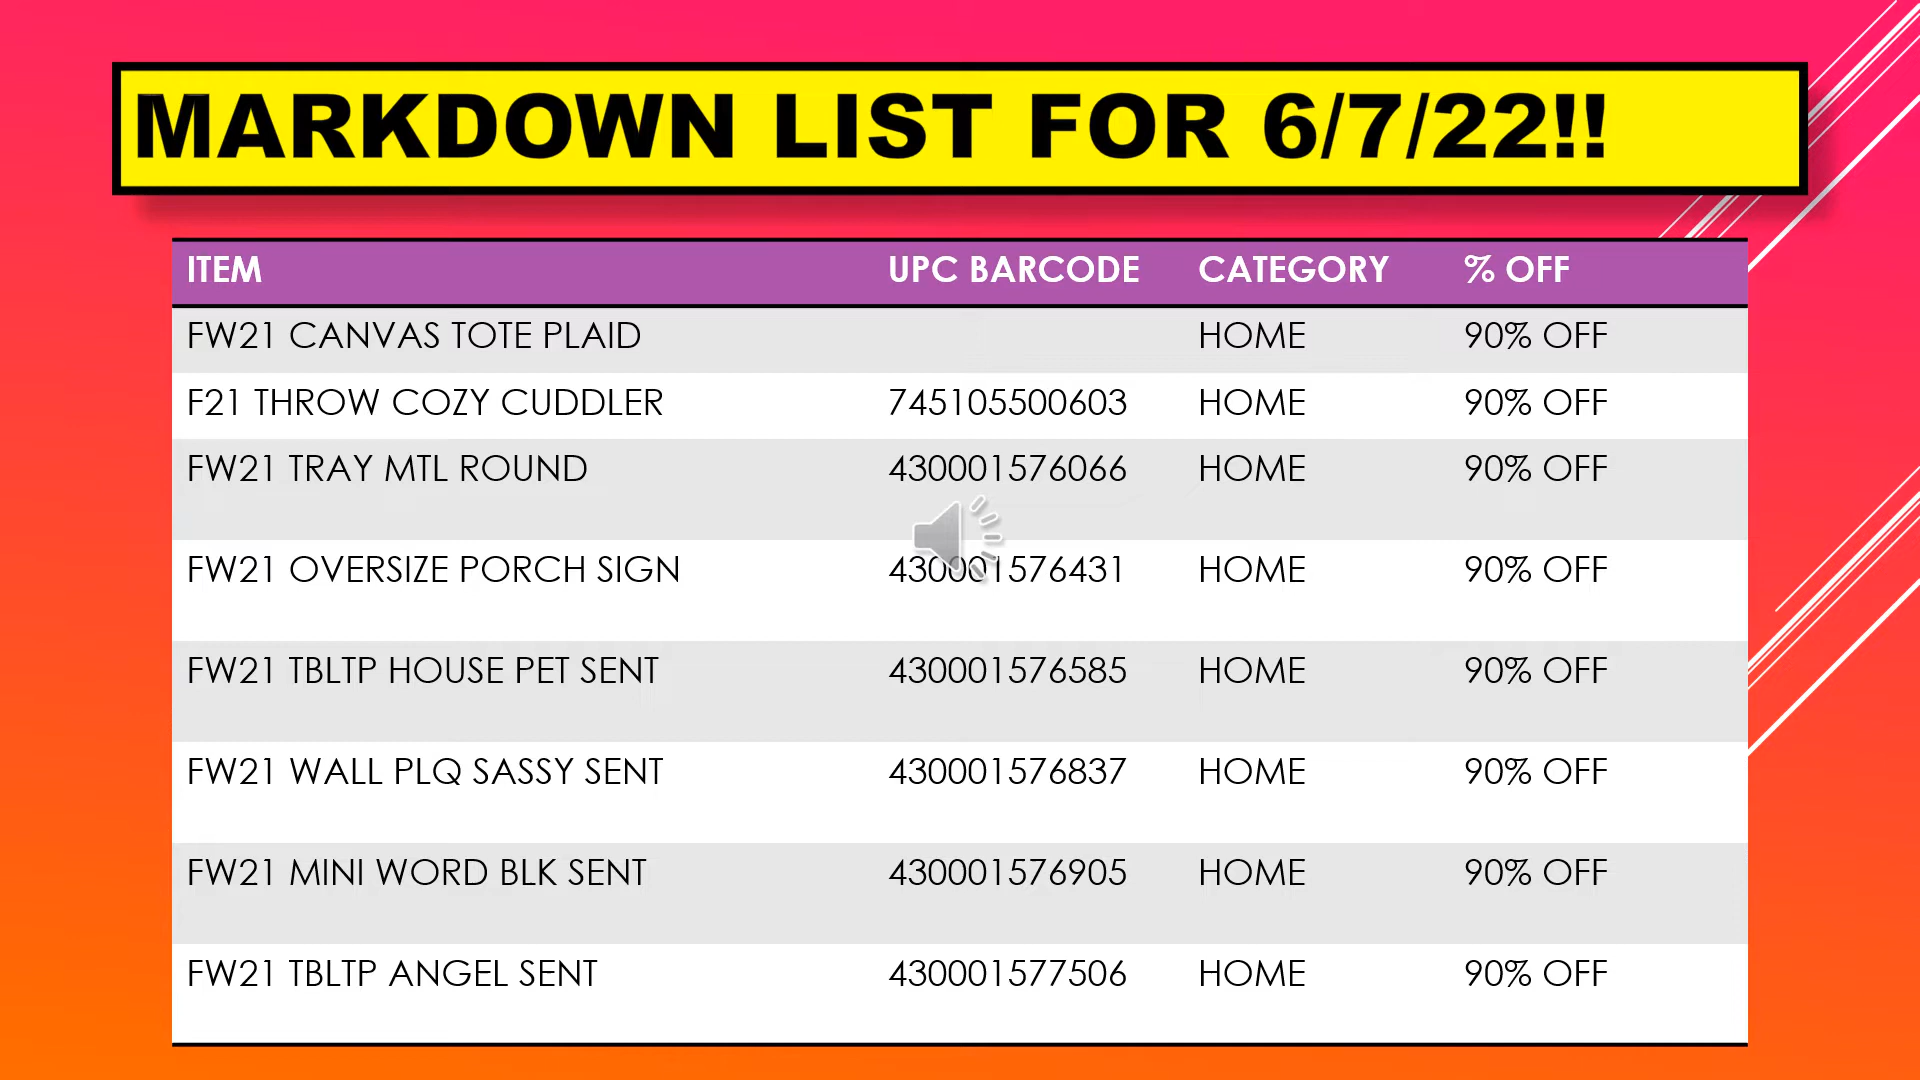 MARKDOWN LIST FOR 6/7/22!!
ITEM UPC BARCODE CATEGORY % OFF
FW21 CANVAS TOTE PLAID HOME 90% OFF
F21 THROW COZY CUDDLER 745105500603 HOME 90% OFF
FW21 TRAY MTL ROUND 430001576066 HOME 90% OFF
FW21 OVERSIZE PORCH SIGN 430001576431 HOME 90% OFF
FW21 TBLTP HOUSE PET SENT 430001576585 HOME 90% OFF
FW21 WALL PLQ SASSY SENT 430001576837 HOME 90% OFF
FW21 MINI WORD BLK SENT 430001576905 HOME 90% OFF
FW21 TBLTP ANGEL SENT 430001577506 HOME 90% OFF